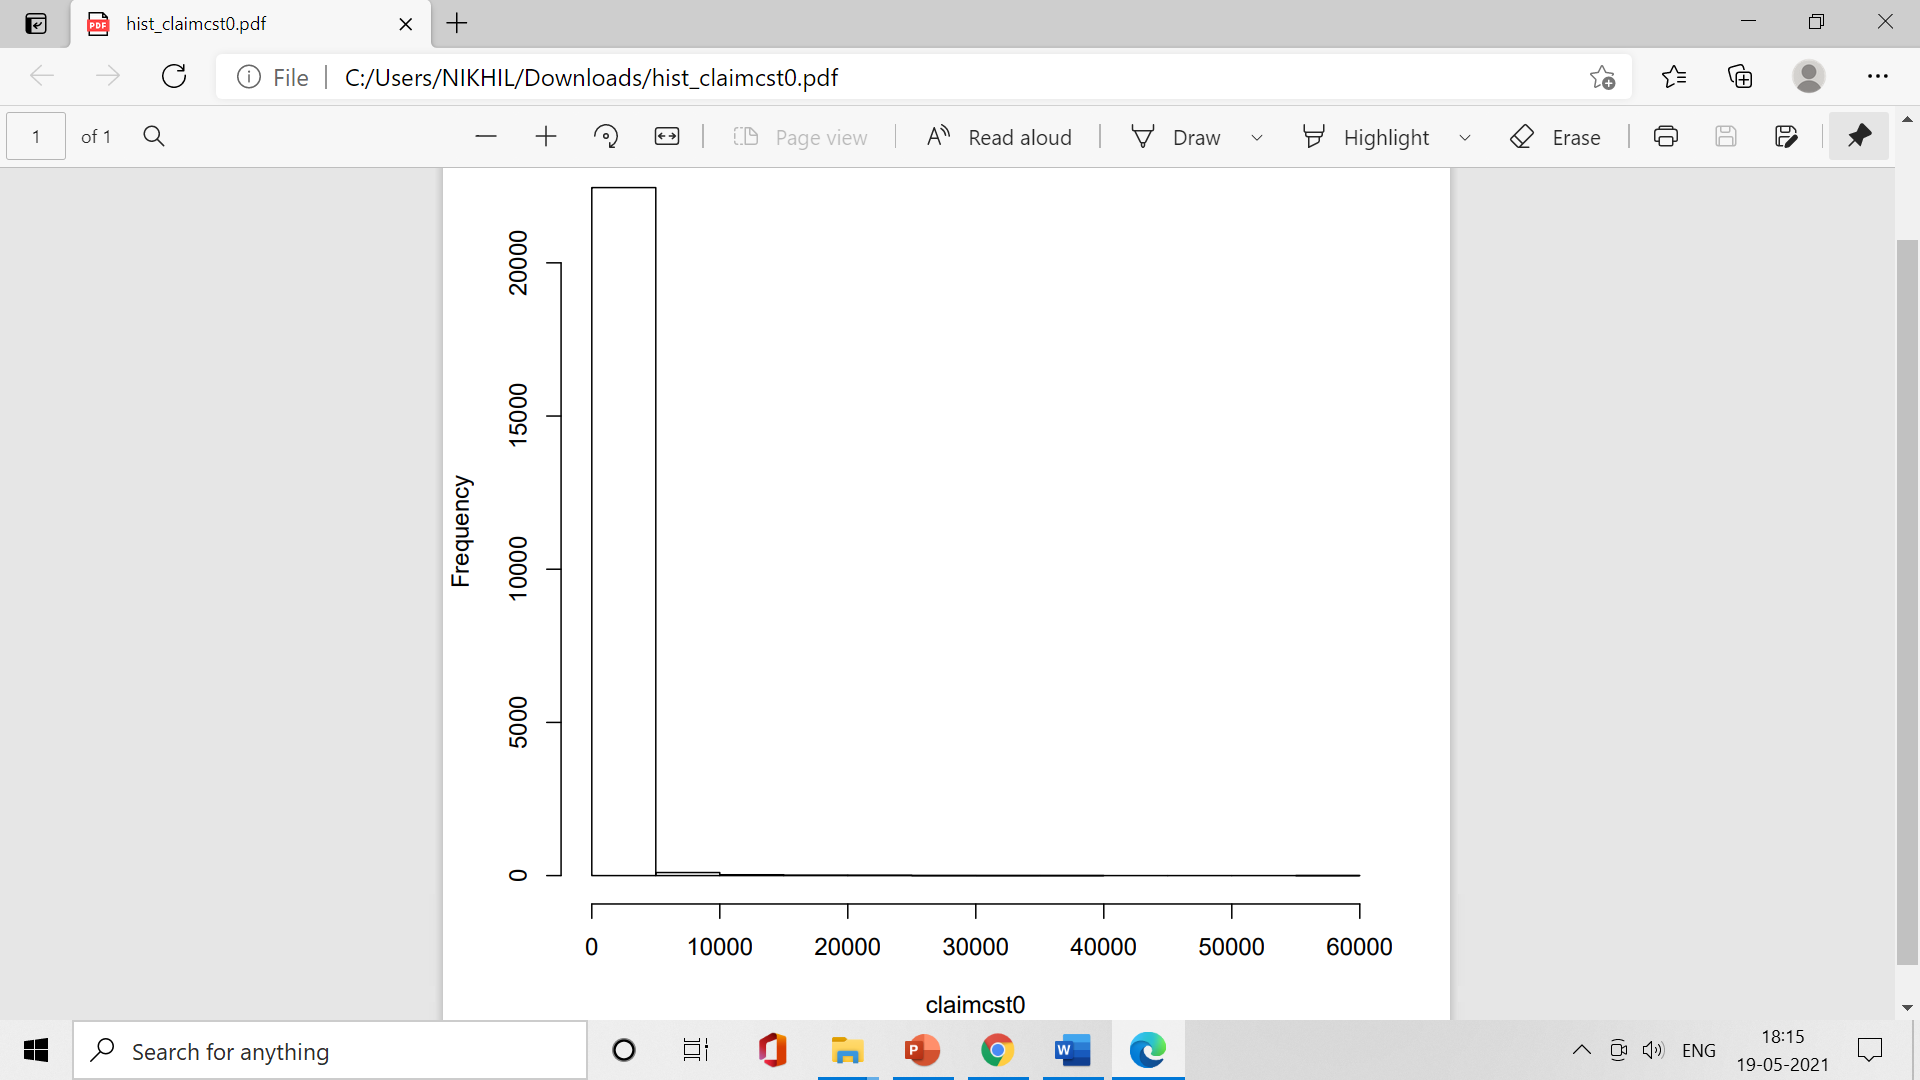 hist_claimcst0.pdf
File C:/Users/NIKHIL/Downloads/hist_claimcst0.pdf
1 of 1 Page view Read aloud Draw Highlight Erase
20000
15000
10000
5000
0
Frequency
0 10000 20000 30000 40000 50000 60000
claimcst0
Search for anything
ENG
18:15
19-05-2021